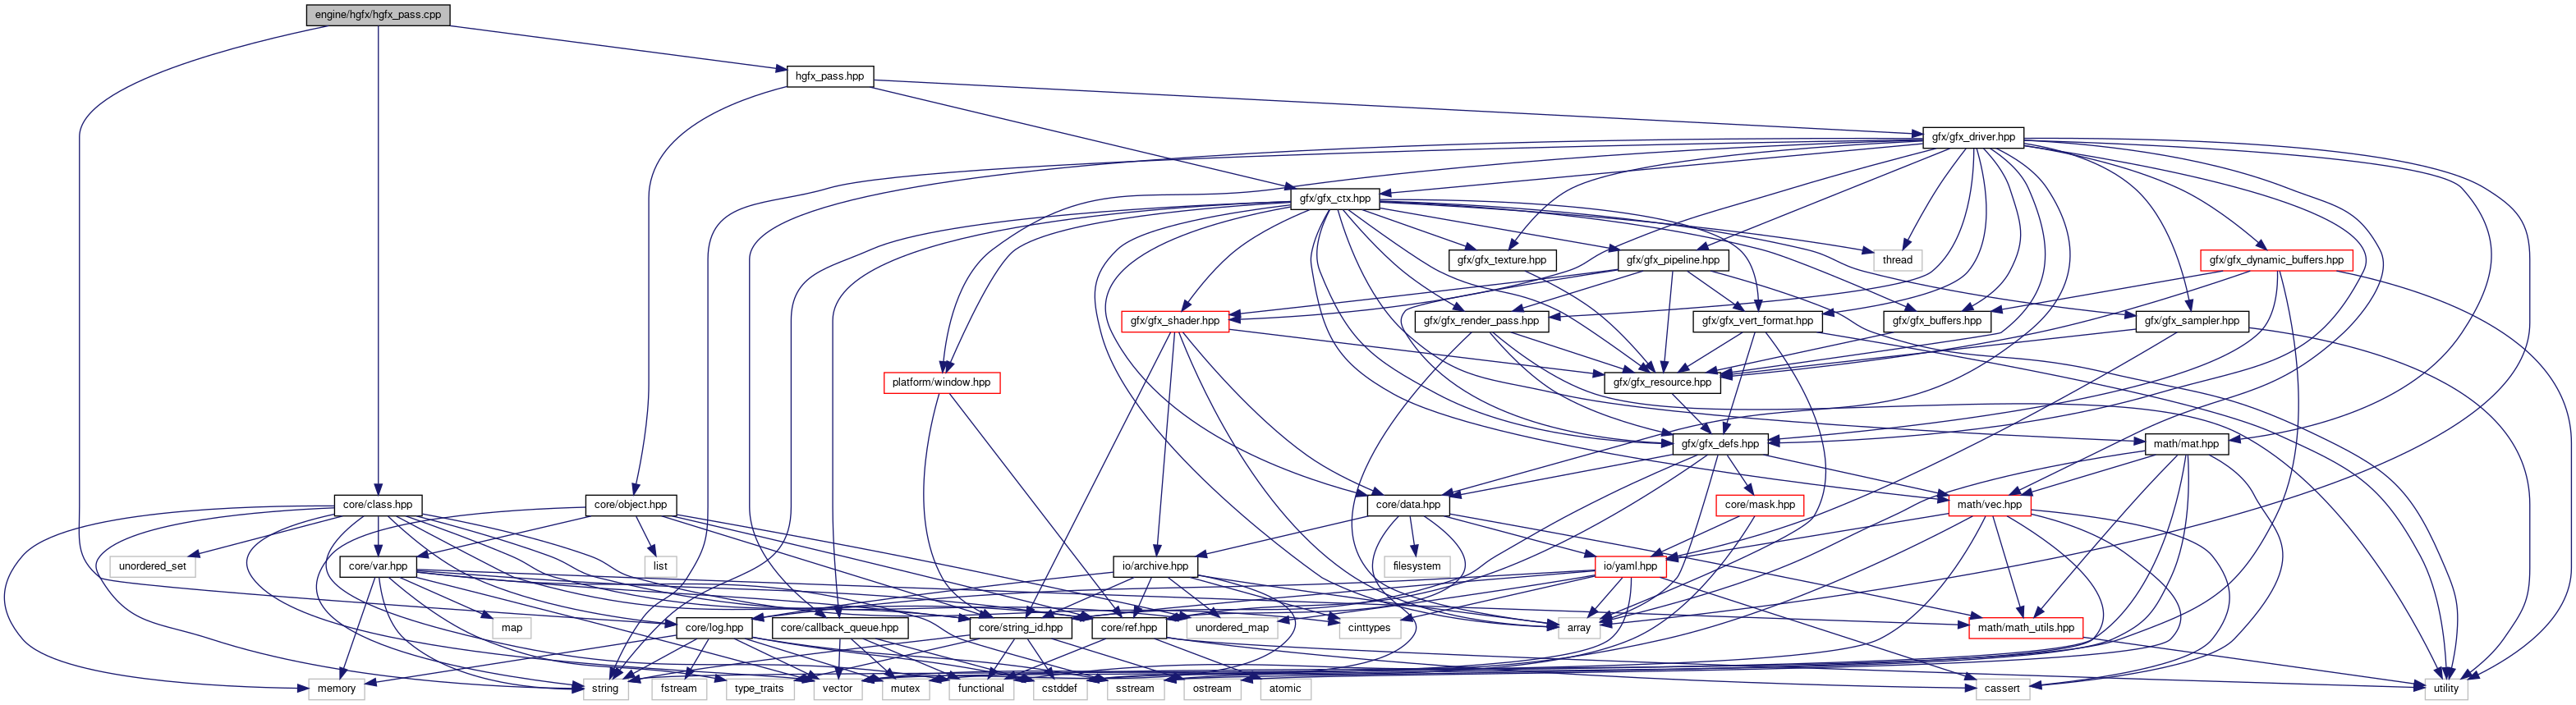 engine/hgfx/hgfx_pass.cpp
hgfx_pass.hpp
gfx/gfx_driver.hpp
gfx/gfx_ctx.hpp
gfx/gfx_texture.hpp
gfx/gfx_pipeline.hpp
thread
gfx/gfx_dynamic_buffers.hpp
gfx/gfx_shader.hpp
gfx/gfx_render_pass.hpp
gfx/gfx_vert_format.hpp
gfx/gfx_buffers.hpp
gfx/gfx_sampler.hpp
platform/window.hpp
gfx/gfx_resource.hpp
gfx/gfx_defs.hpp
math/mat.hpp
core/class.hpp
core/object.hpp
core/data.hpp
core/mask.hpp
math/vec.hpp
unordered_set
core/var.hpp
list
io/archive.hpp
filesystem
io/yaml.hpp
map
core/log.hpp
core/callback_queue.hpp
core/string_id.hpp
core/ref.hpp
unordered_map
cinttypes
array
math/math_utils.hpp
memory
string
fstream
type_traits
vector
mutex
functional
cstddef
sstream
ostream
atomic
cassert
utility